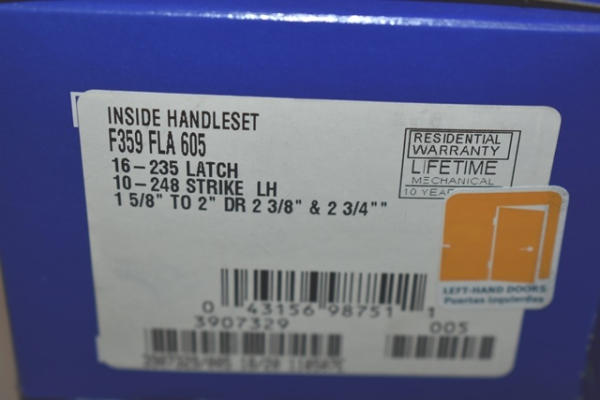 INSIDE HANDLESET
F359 FLA 605
16-235 LATCH
10-248 STRIKE LH
1 5/8" TO 2" DR 2 3/8" & 2 3/4""
RESIDENTIAL
WARRANTY
LIFETIME
MECHANICAL
10 YEAR
LEFT-HAND DOORS
Puertas Izquierdas
0 43156 98751 1
3907329
005